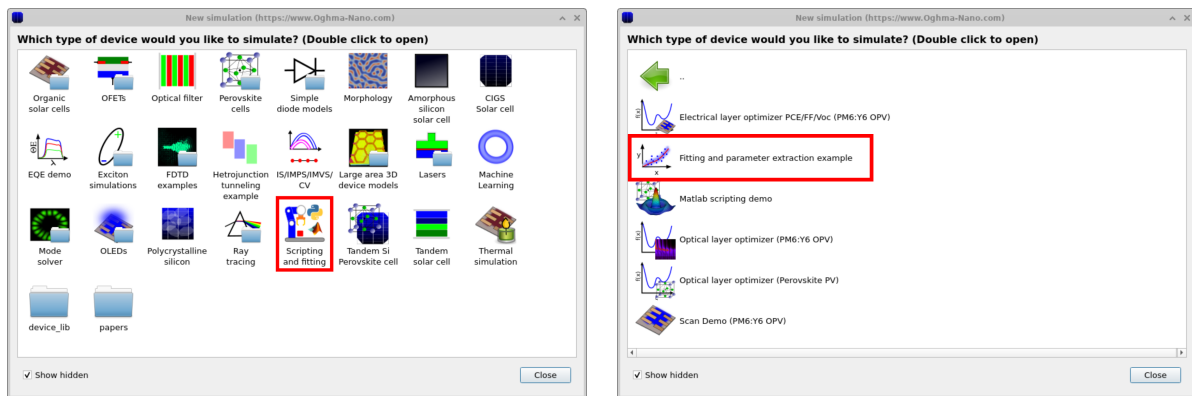 New simulation (https://www.Oghma-Nano.com)
Which type of device would you like to simulate? (Double click to open)
Organic
solar cells
OFETs
Optical filter
Perovskite
cells
Simple
diode models
Morphology
Amorphous
silicon
solar cell
CIGS
Solar cell
ƎQE
λ
EQE demo
Exciton
simulations
FDTD
examples
Hetrojunction
tunneling
example
IS/IMPS/IMVS/
CV
Large area 3D
device models
Lasers
Machine
Learning
Mode
solver
OLEDs
Polycrystalline
silicon
Ray
tracing
Scripting
and fitting
Tandem Si
Perovskite cell
Tandem
solar cell
Thermal
simulation
device_lib
papers
Show hidden
Close
New simulation (https://www.Oghma-Nano.com)
Which type of device would you like to simulate? (Double click to open)
..
f(x)
Electrical layer optimizer PCE/FF/Voc (PM6:Y6 OPV)
y
x
Fitting and parameter extraction example
Matlab scripting demo
f(x)
Optical layer optimizer (PM6:Y6 OPV)
f(x)
Optical layer optimizer (Perovskite PV)
Scan Demo (PM6:Y6 OPV)
Show hidden
Close